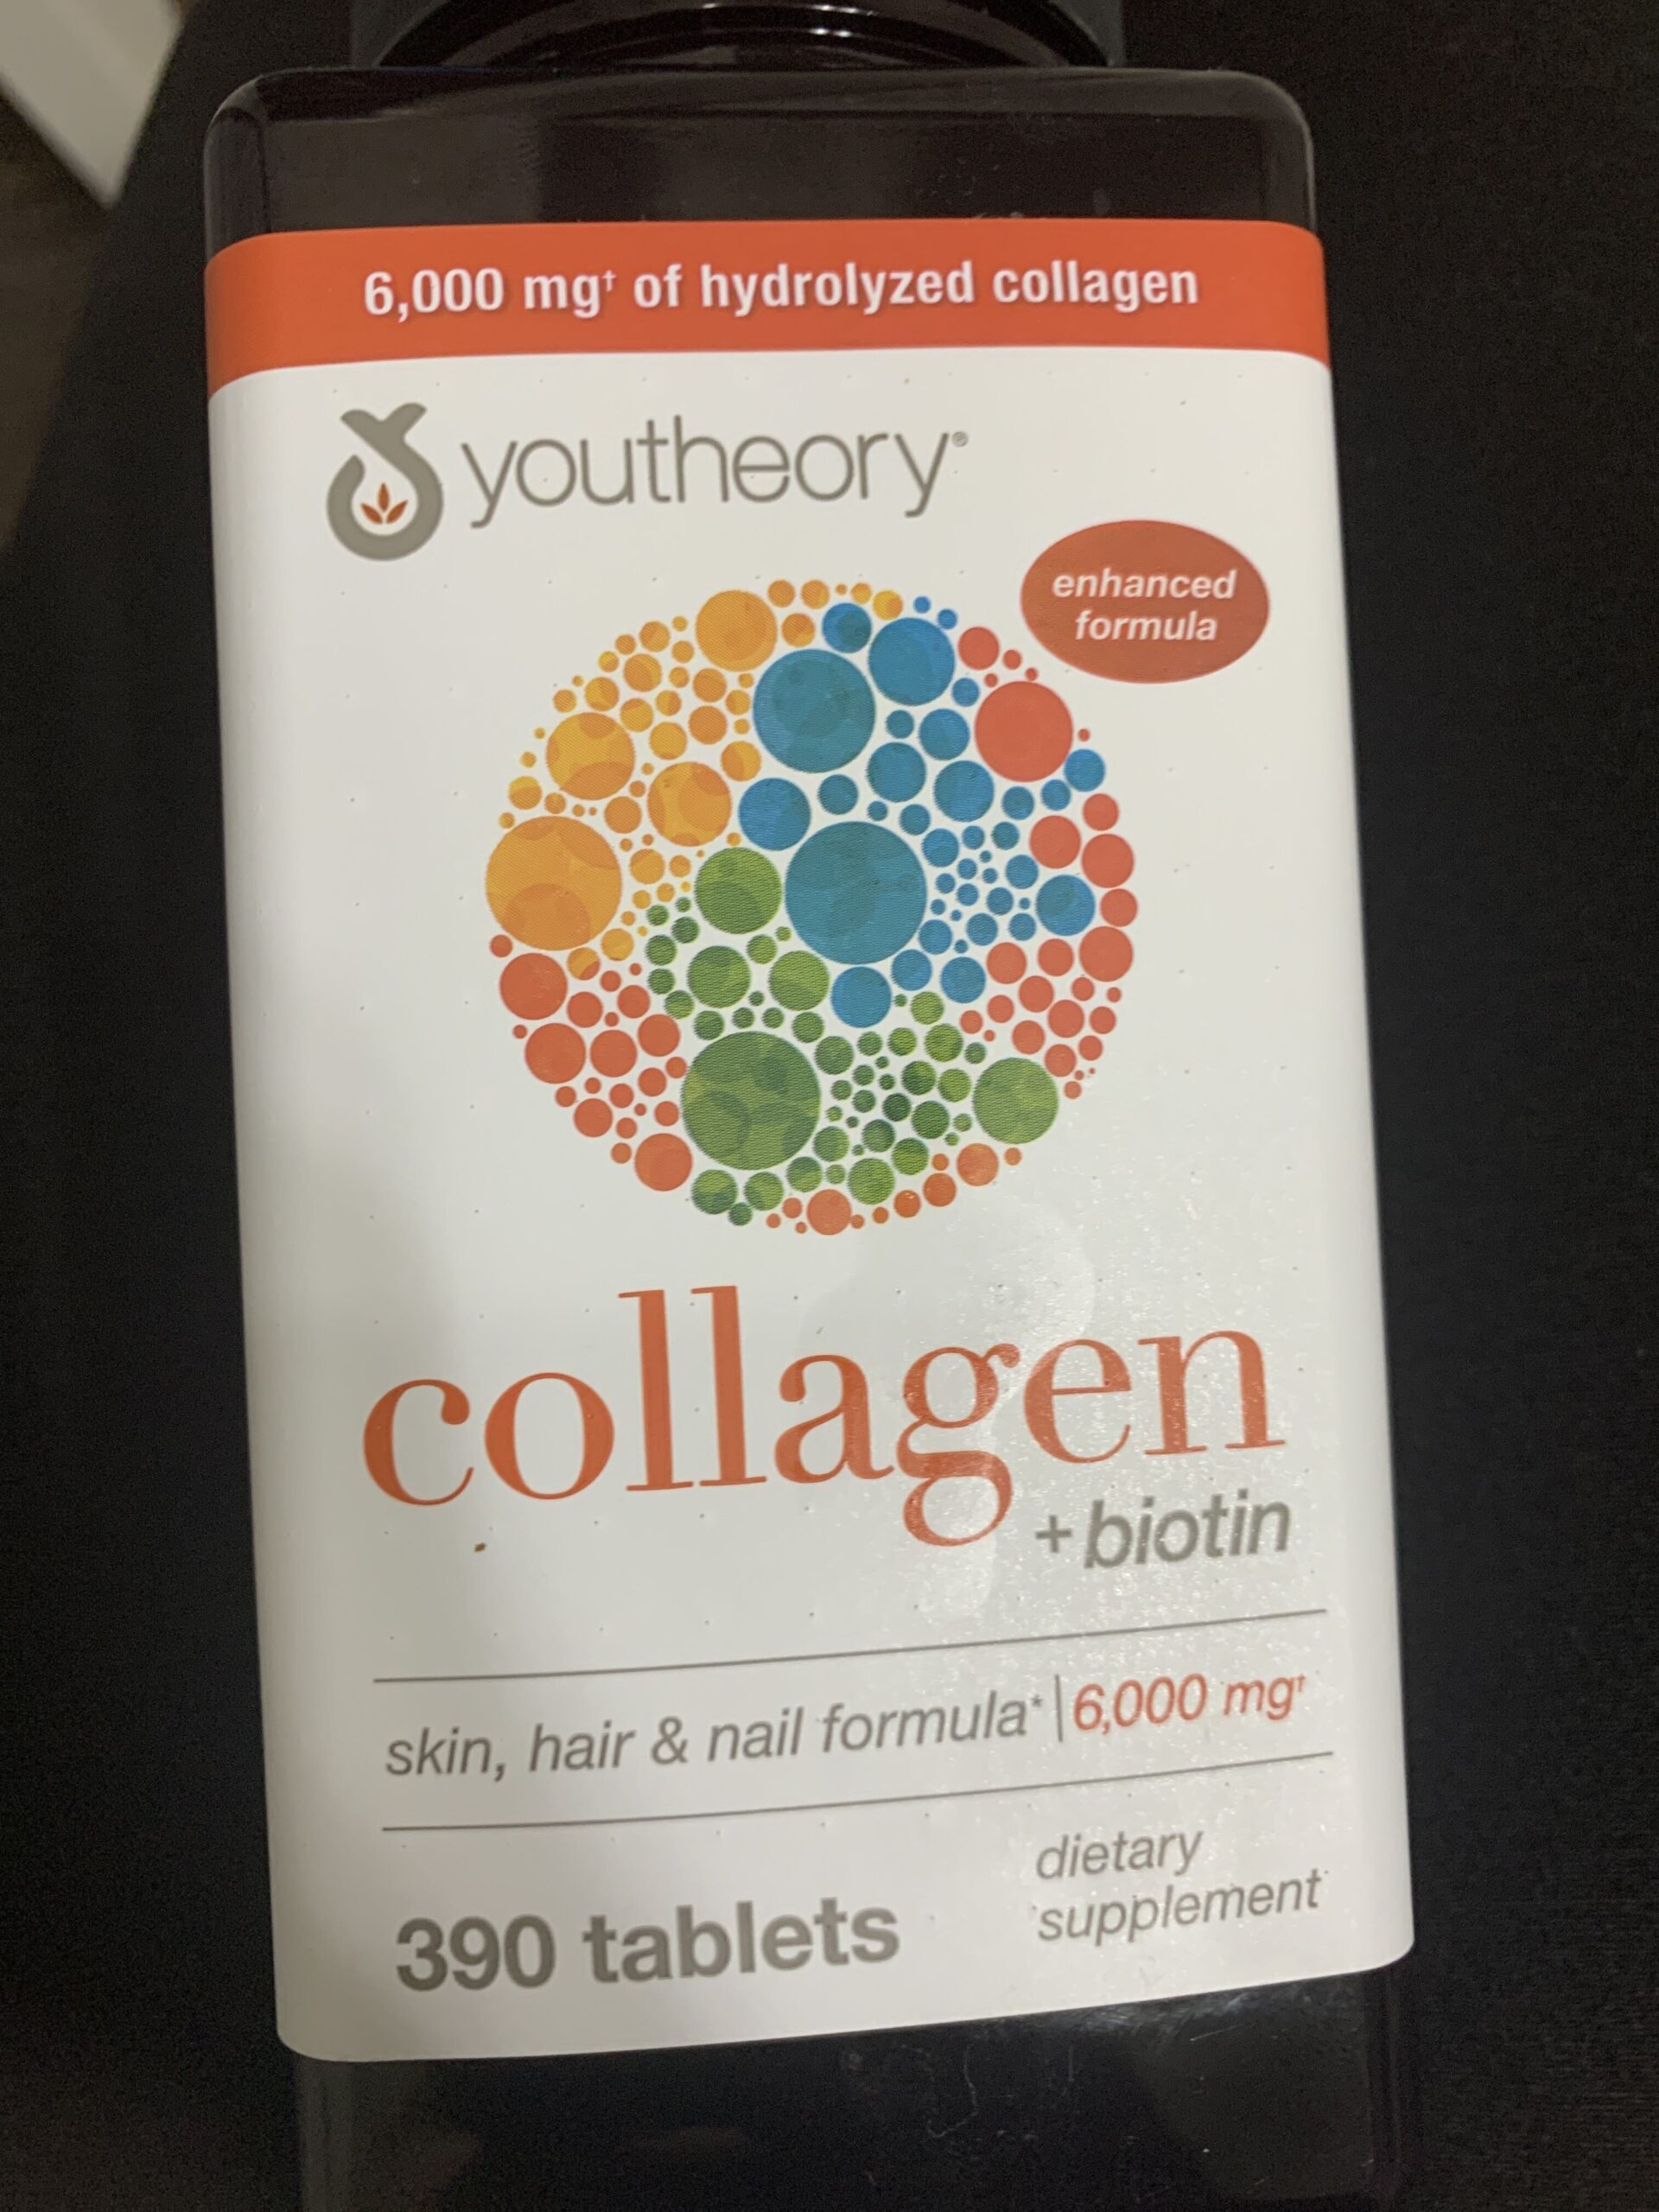 6,000 mg† of hydrolyzed collagen
youtheory®
enhanced
formula
collagen
+biotin
skin, hair & nail formula* | 6,000 mg†
dietary
supplement
390 tablets